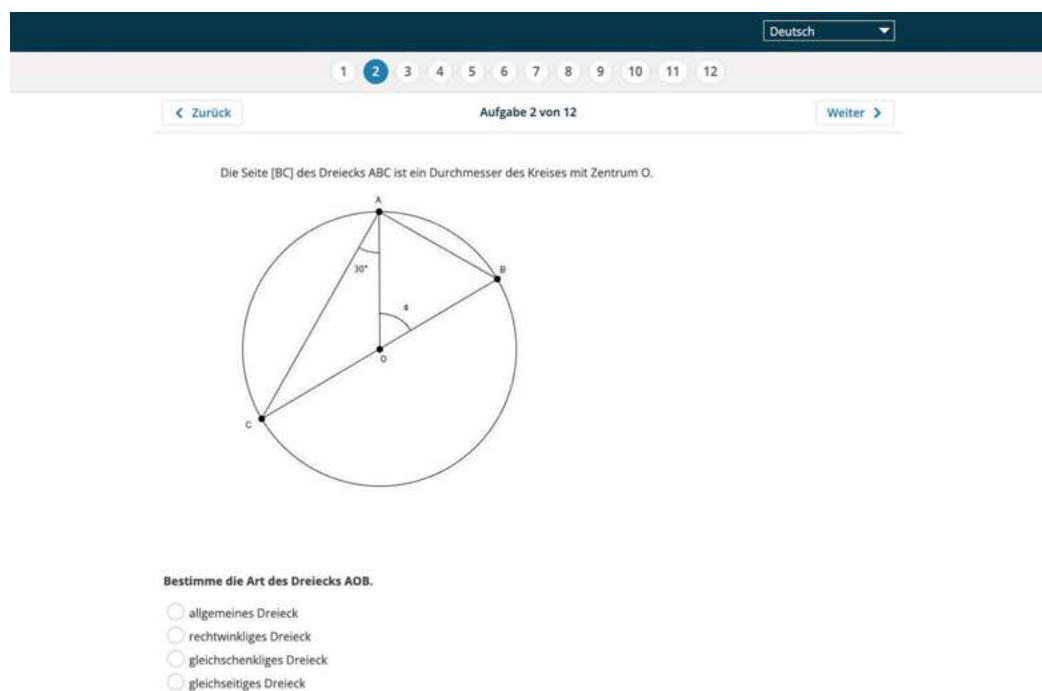 Deutsch
1 2 3 4 5 6 7 8 9 10 11 12
Zurück
Aufgabe 2 von 12
Weiter
Die Seite [BC] des Dreiecks ABC ist ein Durchmesser des Kreises mit Zentrum O.
A
30°
B
α
O
C
Bestimme die Art des Dreiecks AOB.
allgemeines Dreieck
rechtwinkliges Dreieck
gleichschenkliges Dreieck
gleichseitiges Dreieck